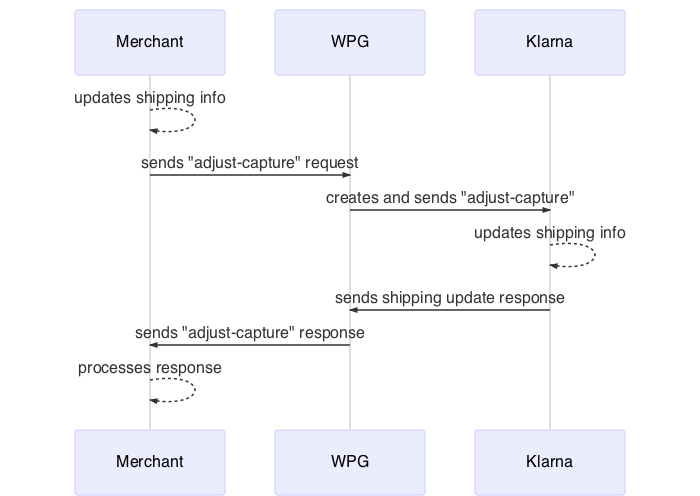 Merchant WPG Klarna
updates shipping info
sends "adjust-capture" request
creates and sends "adjust-capture"
updates shipping info
sends shipping update response
sends "adjust-capture" response
processes response
Merchant WPG Klarna